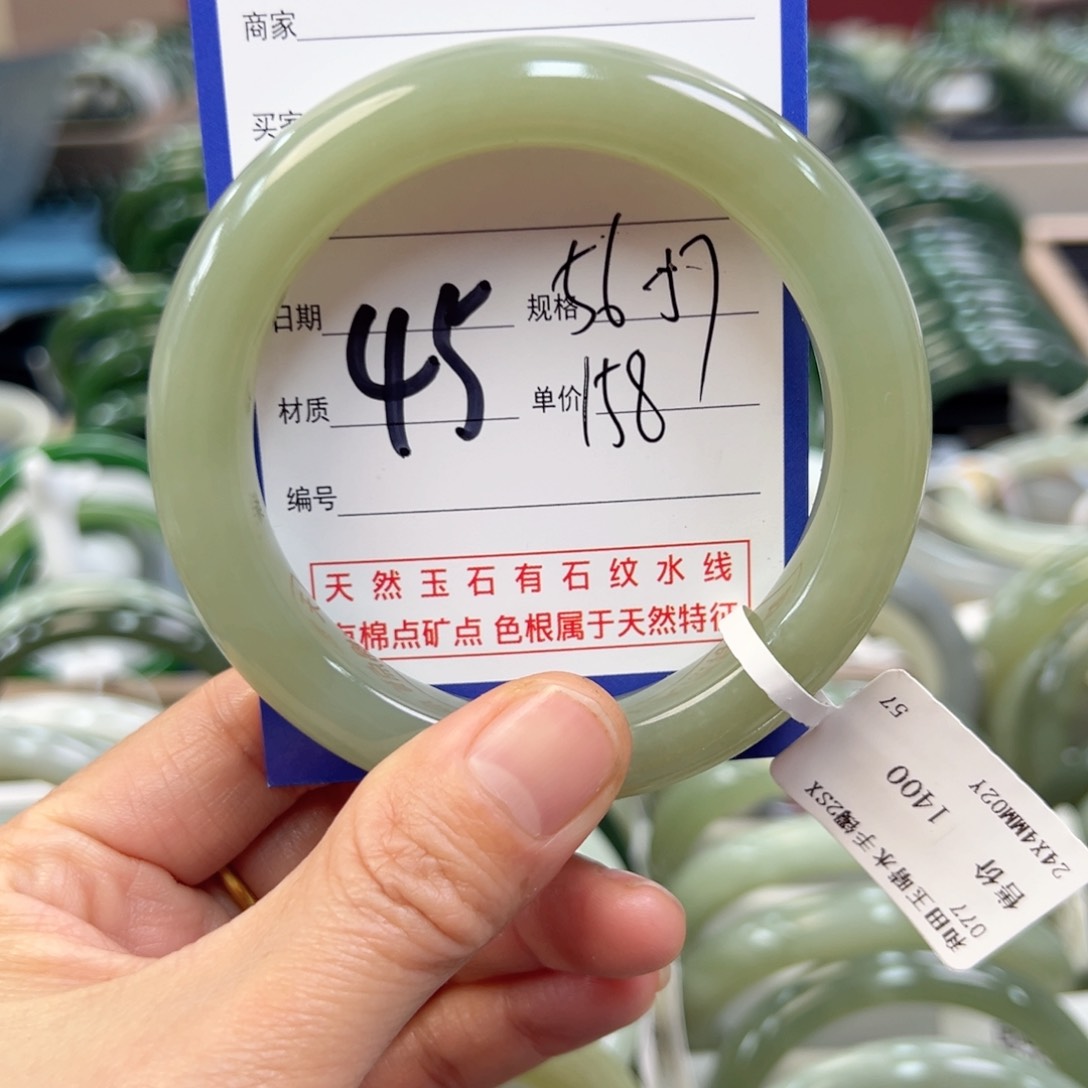 商家
买家
日期 45 规格 56
材质 单价 158
编号
天然玉石有石纹水线
棉点矿点 色根属于天然特征
57
1400
24X4MM02Y
售价
077
和田玉晴水手镯2SX